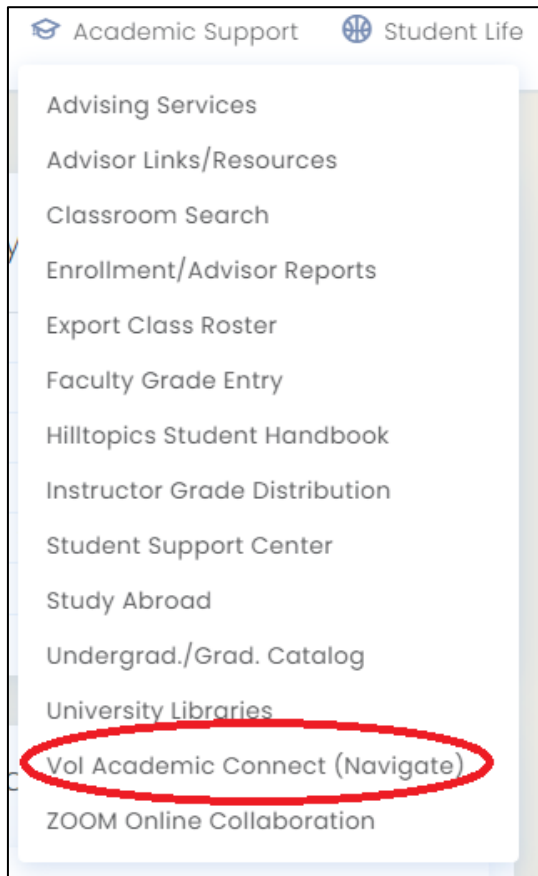 Academic Support Student Life
Advising Services
Advisor Links/Resources
Classroom Search
Enrollment/Advisor Reports
Export Class Roster
Faculty Grade Entry
Hilltopics Student Handbook
Instructor Grade Distribution
Student Support Center
Study Abroad
Undergrad./Grad. Catalog
University Libraries
Vol Academic Connect (Navigate)
ZOOM Online Collaboration